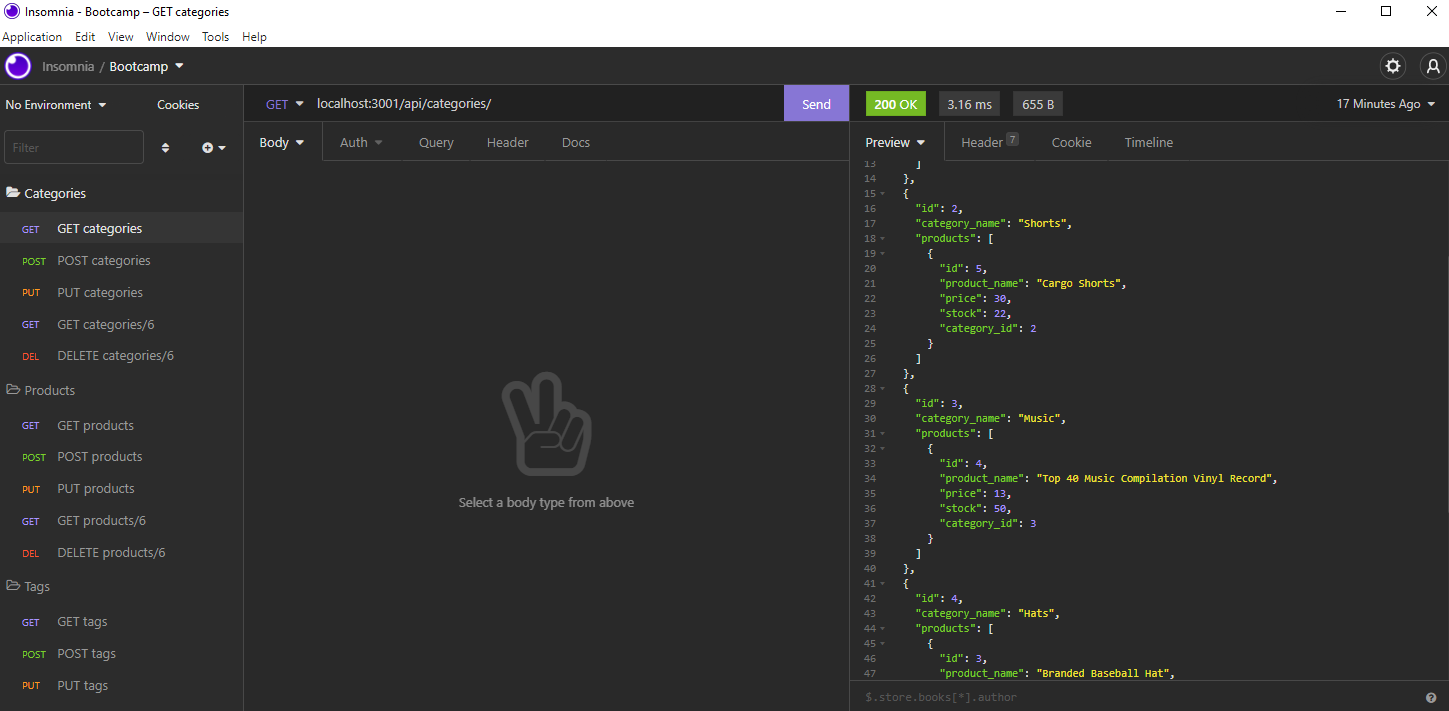 Insomnia - Bootcamp – GET categories
Application Edit View Window Tools Help
Insomnia / Bootcamp
No Environment Cookies
Filter
Categories
GET GET categories
POST POST categories
PUT PUT categories
GET GET categories/6
DEL DELETE categories/6
Products
GET GET products
POST POST products
PUT PUT products
GET GET products/6
DEL DELETE products/6
Tags
GET GET tags
POST POST tags
PUT PUT tags
GET localhost:3001/api/categories/ Send
Body Auth Query Header Docs
Select a body type from above
200 OK 3.16 ms 655 B 17 Minutes Ago
Preview Header 7 Cookie Timeline
13 ]
14 },
15 {
16 "id": 2,
17 "category_name": "Shorts",
18 "products": [
19 {
20 "id": 5,
21 "product_name": "Cargo Shorts",
22 "price": 30,
23 "stock": 22,
24 "category_id": 2
25 }
26 ]
27 },
28 {
29 "id": 3,
30 "category_name": "Music",
31 "products": [
32 {
33 "id": 4,
34 "product_name": "Top 40 Music Compilation Vinyl Record",
35 "price": 13,
36 "stock": 50,
37 "category_id": 3
38 }
39 ]
40 },
41 {
42 "id": 4,
43 "category_name": "Hats",
44 "products": [
45 {
46 "id": 3,
47 "product_name": "Branded Baseball Hat",
$.store.books[*].author ?